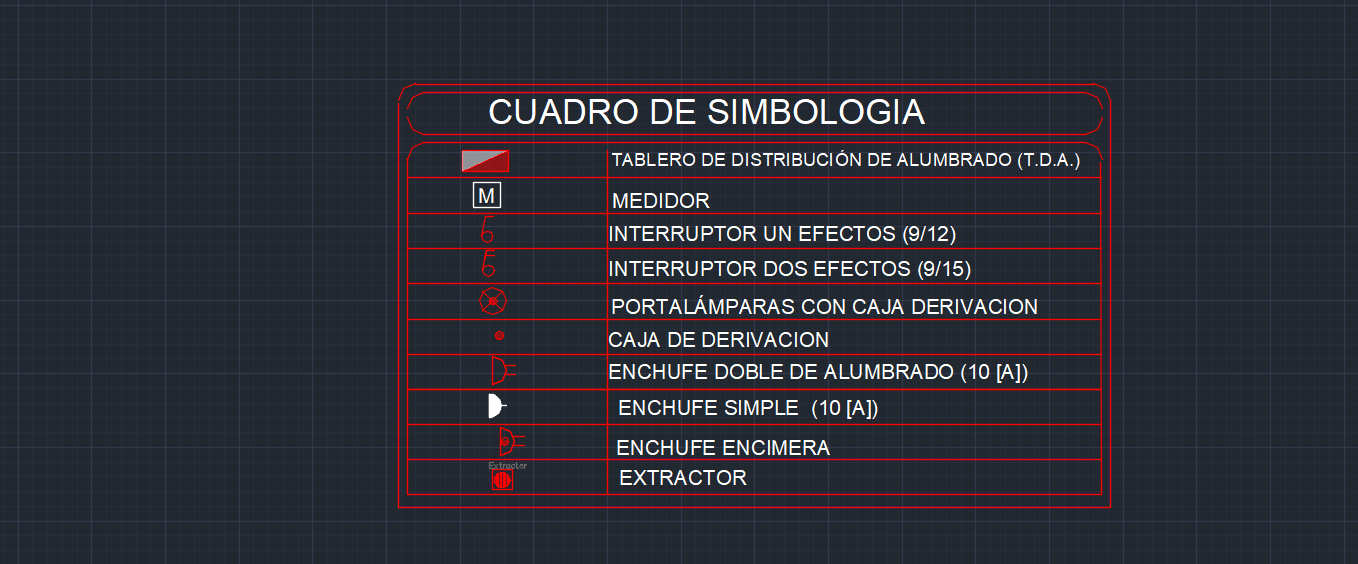 CUADRO DE SIMBOLOGIA
TABLERO DE DISTRIBUCIÓN DE ALUMBRADO (T.D.A.)
M MEDIDOR
INTERRUPTOR UN EFECTOS (9/12)
INTERRUPTOR DOS EFECTOS (9/15)
PORTALÁMPARAS CON CAJA DERIVACION
CAJA DE DERIVACION
ENCHUFE DOBLE DE ALUMBRADO (10 [A])
ENCHUFE SIMPLE (10 [A])
ENCHUFE ENCIMERA
Extractor
EXTRACTOR